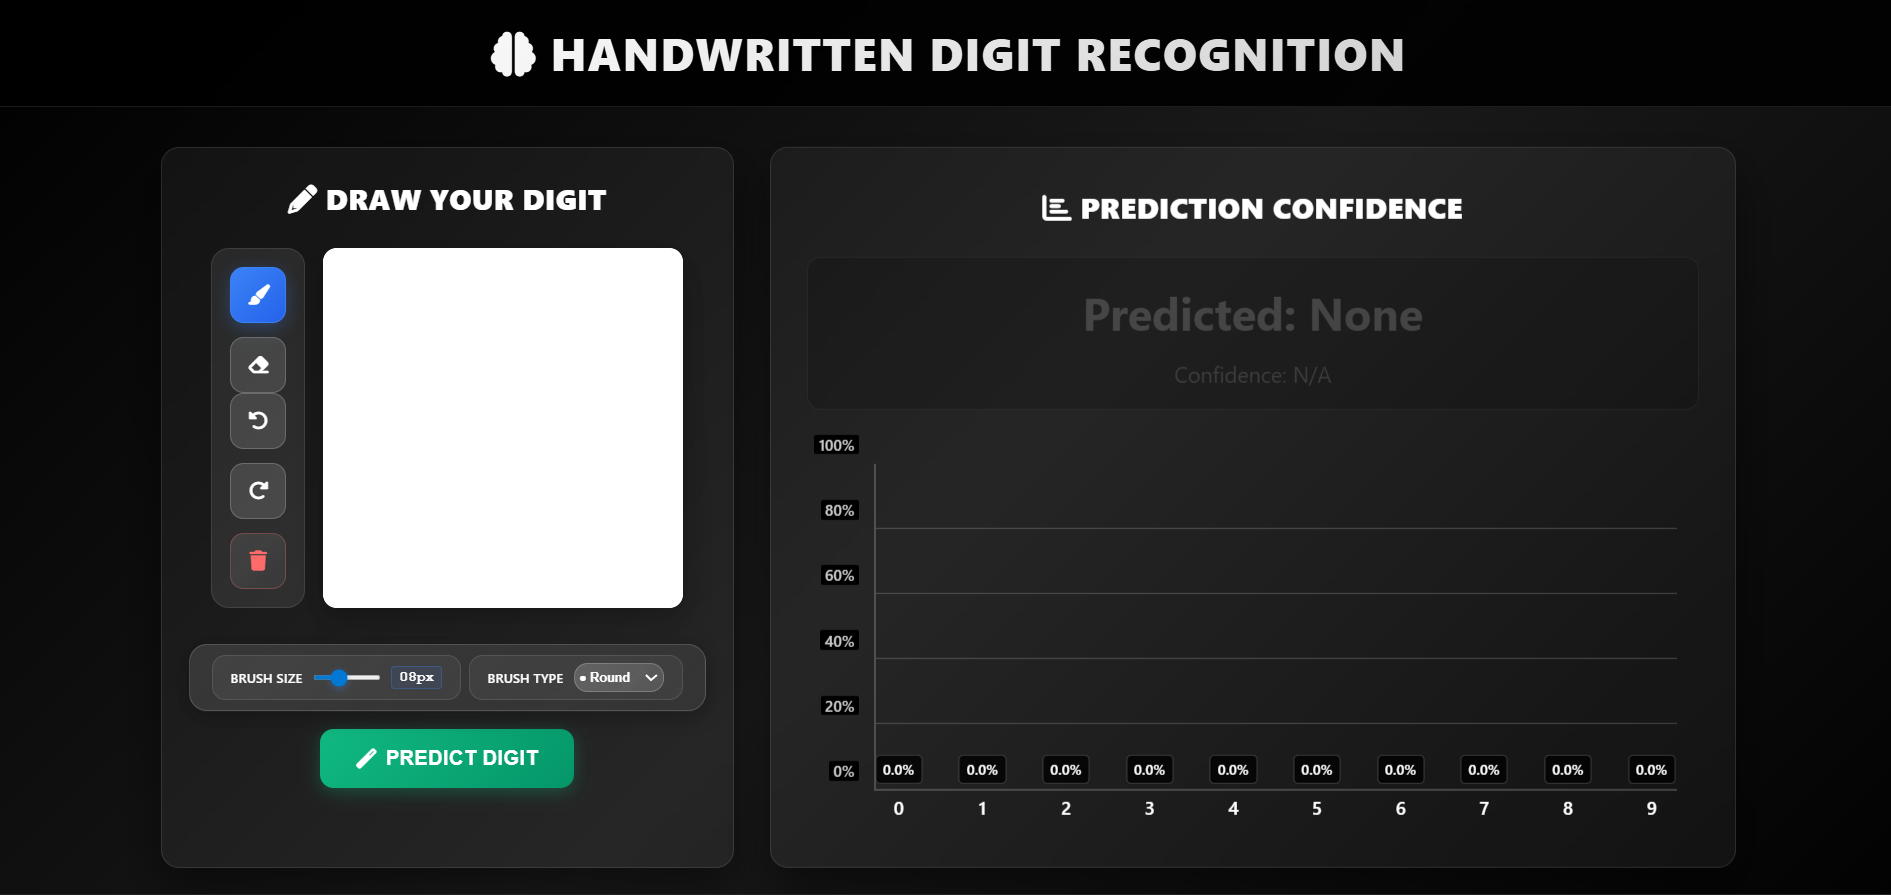 HANDWRITTEN DIGIT RECOGNITION
DRAW YOUR DIGIT
BRUSH SIZE 08px BRUSH TYPE Round
PREDICT DIGIT
PREDICTION CONFIDENCE
Predicted: None
Confidence: N/A
100%
80%
60%
40%
20%
0% 0.0% 0.0% 0.0% 0.0% 0.0% 0.0% 0.0% 0.0% 0.0% 0.0%
0 1 2 3 4 5 6 7 8 9